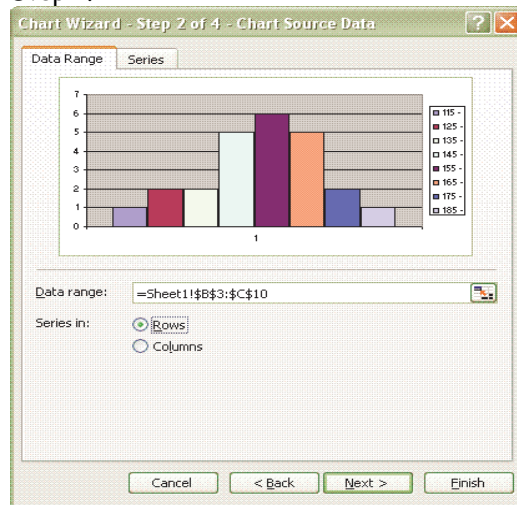 Chart Wizard - Step 2 of 4 - Chart Source Data
Data Range
Series
7
6
5
4
3
2
1
0
1
115 -
125 -
135 -
145 -
155 -
165 -
175 -
185 -
Data range: =Sheet1!$B$3:$C$10
Series in: Rows
Columns
Cancel < Back Next > Finish